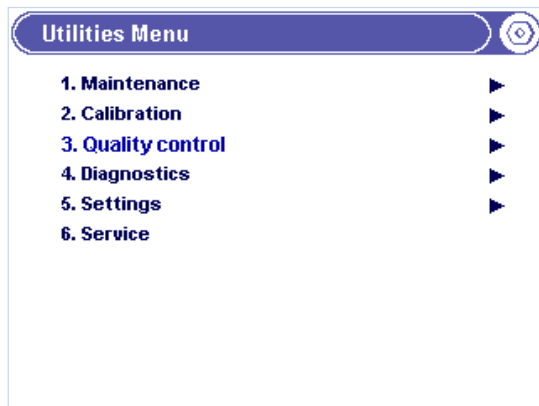 Utilities Menu
1. Maintenance
2. Calibration
3. Quality control
4. Diagnostics
5. Settings
6. Service